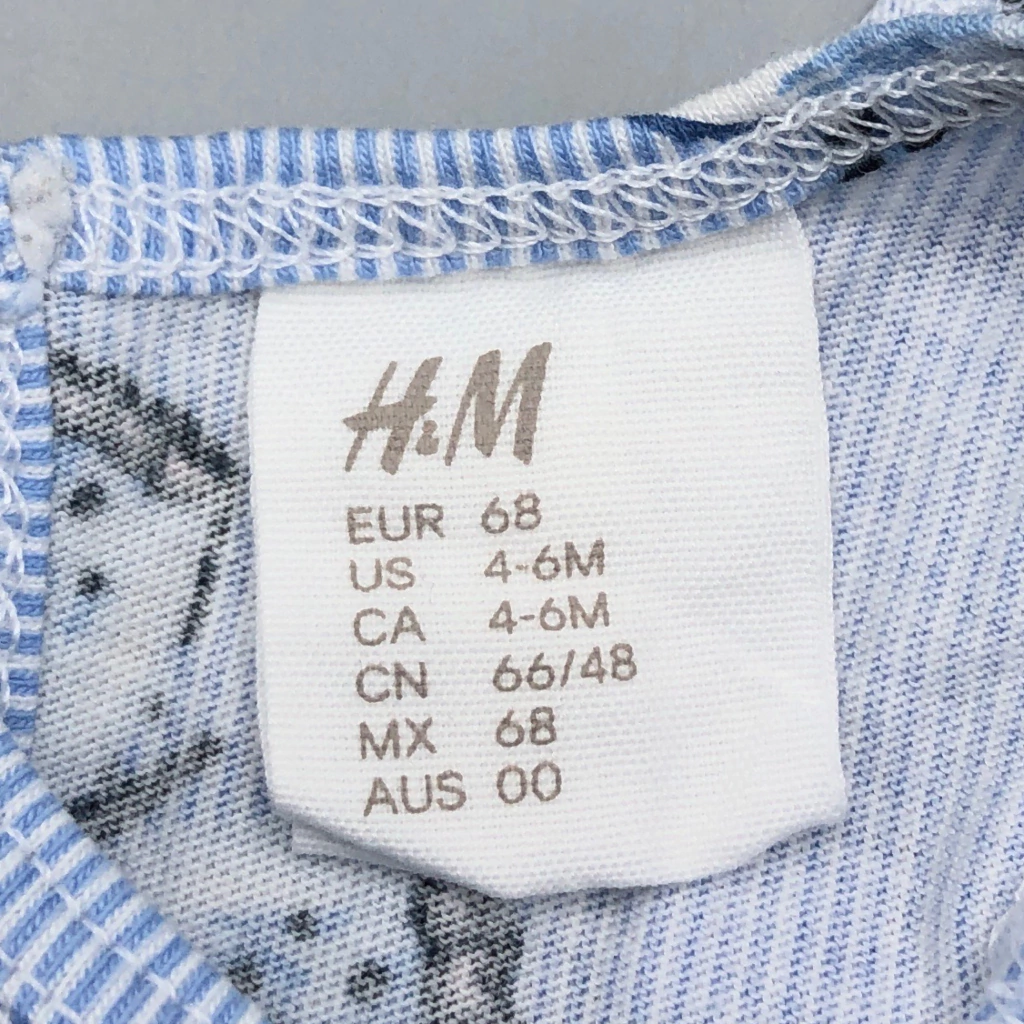 H&M
EUR 68
US 4-6M
CA 4-6M
CN 66/48
MX 68
AUS 00